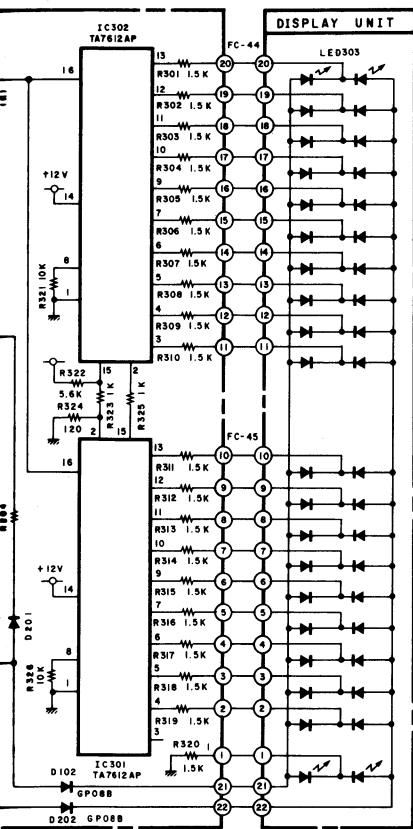 IC302
TA7612AP
DISPLAY UNIT
FC-44
LED303
16
13
R301 1.5K
20 20
12
R302 1.5K
19 19
11
R303 1.5K
18 18
10
R304 1.5K
17 17
+12V
14
9
R305 1.5K
16 16
7
R306 1.5K
15 15
6
R307 1.5K
14 14
8
R321 10K
1
5
R308 1.5K
13 13
4
R309 1.5K
12 12
3
R310 1.5K
11 11
15
2
R322
5.6K
R323 1K
R325 1K
R324
120
2
15
FC-45
16
13
R311 1.5K
10 10
12
R312 1.5K
9 9
11
R313 1.5K
8 8
10
R314 1.5K
7 7
+12V
14
9
R315 1.5K
6 6
7
R316 1.5K
5 5
D201
6
R317 1.5K
4 4
8
R326
10K
1
5
R318 1.5K
3 3
4
R319 1.5K
2 2
3
R320
1.5K
1
1 1
IC301
TA7612AP
D102
GP08B
21 21
D202 GP08B
22 22